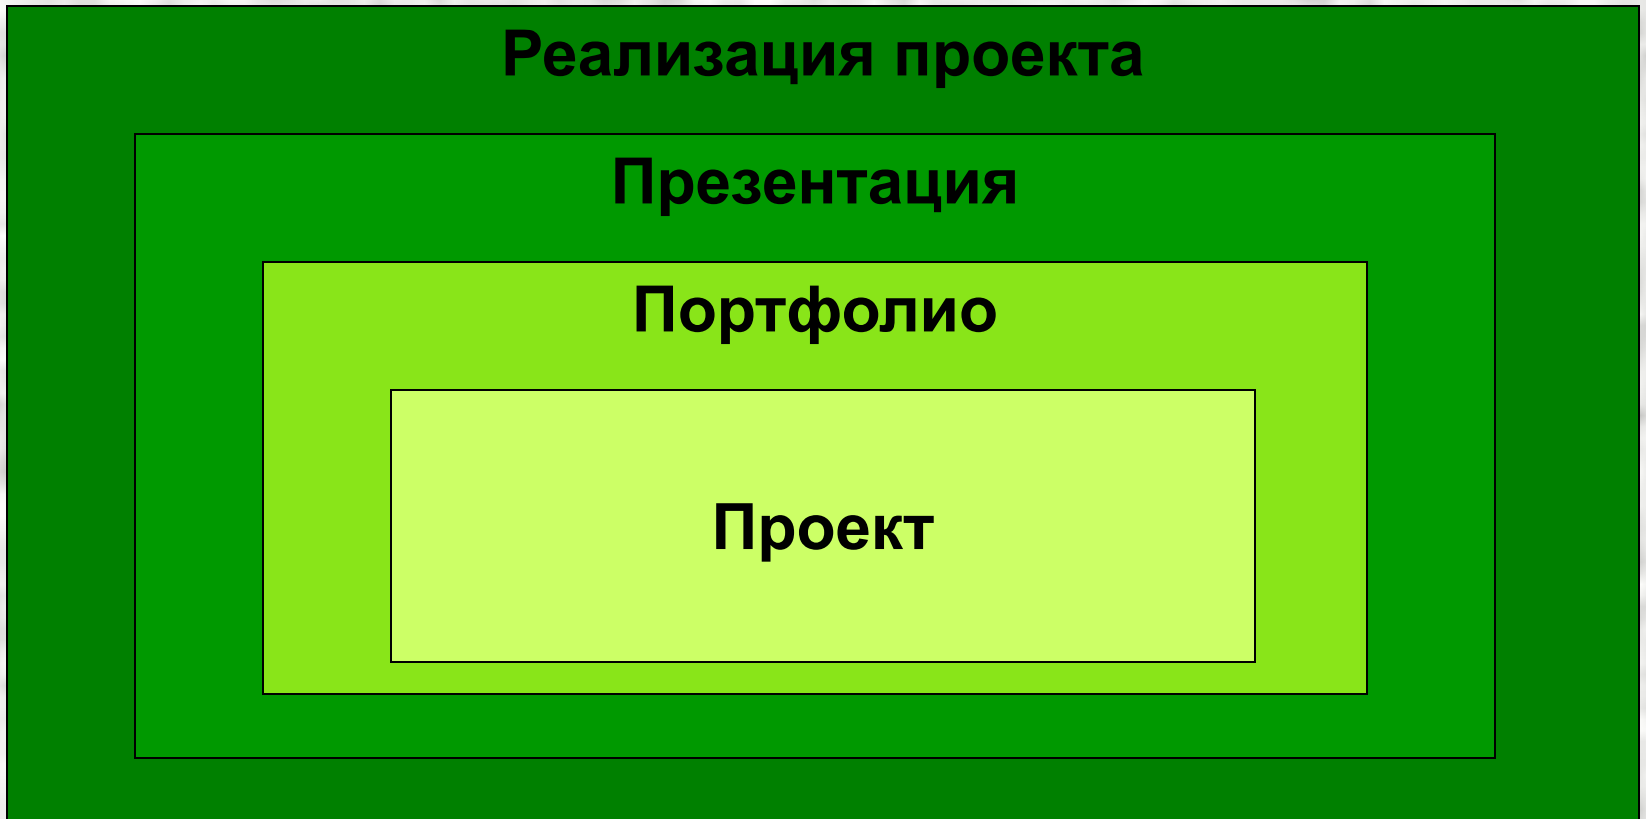 Реализация проекта
Презентация
Портфолио
Проект